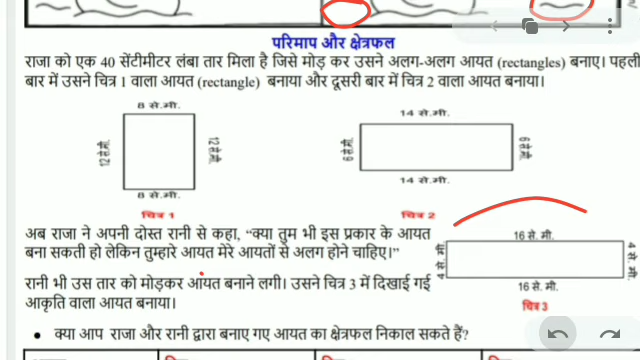 परिमाप और क्षेत्रफल
राजा को एक 40 सेंटीमीटर लंबा तार मिला है जिसे मोड़ कर उसने अलग-अलग आयत (rectangles) बनाए। पहली
बार में उसने चित्र 1 वाला आयत (rectangle) बनाया और दूसरी बार में चित्र 2 वाला आयत बनाया।
8 से.मी.
12 से.मी.
12 से.मी.
8 से.मी.
चित्र 1
14 से.मी.
6 से.मी.
6 से.मी.
14 से.मी.
चित्र 2
अब राजा ने अपनी दोस्त रानी से कहा, “क्या तुम भी इस प्रकार के आयत
बना सकती हो लेकिन तुम्हारे आयत मेरे आयतों से अलग होने चाहिए।”
रानी भी उस तार को मोड़कर आयत बनाने लगी। उसने चित्र 3 में दिखाई गई
आकृति वाला आयत बनाया।
16 से. मी.
4 से. मी.
4 से. मी.
16 से. मी.
चित्र 3
• क्या आप राजा और रानी द्वारा बनाए गए आयत का क्षेत्रफल निकाल सकते हैं?